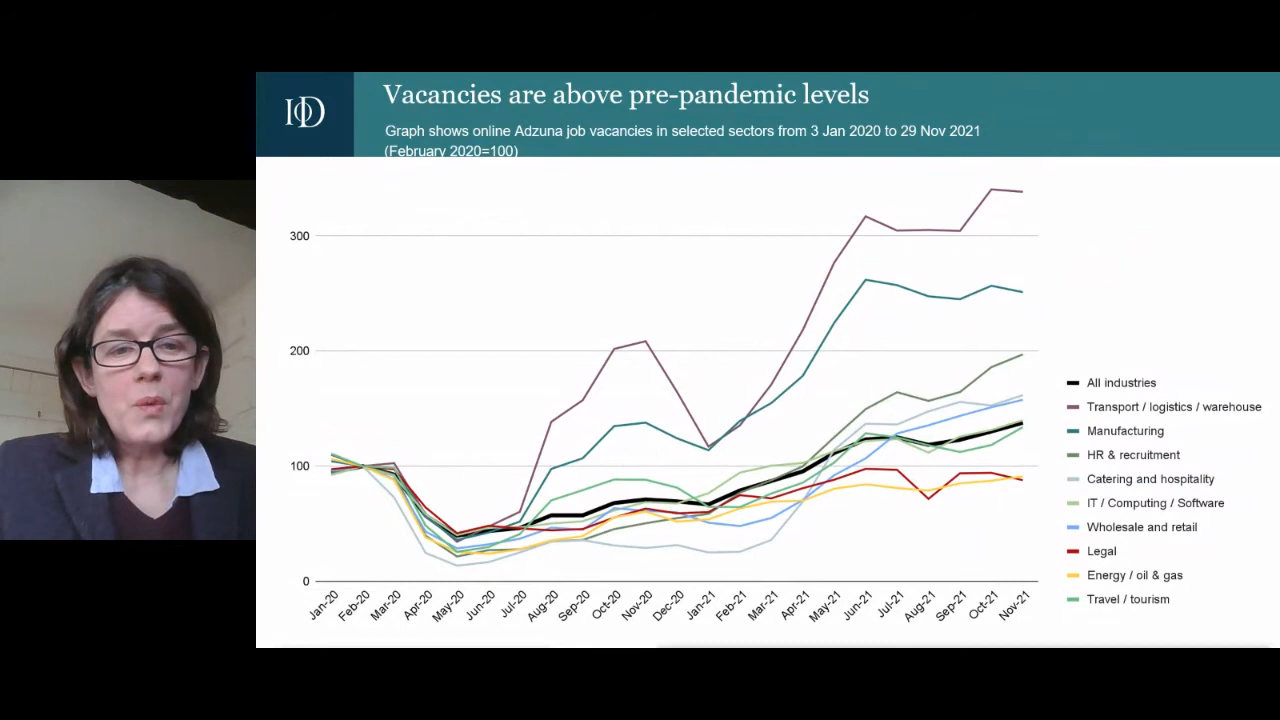 IOD
Vacancies are above pre-pandemic levels
Graph shows online Adzuna job vacancies in selected sectors from 3 Jan 2020 to 29 Nov 2021
(February 2020=100)
300
200
100
0
Jan-20
Feb-20
Mar-20
Apr-20
May-20
Jun-20
Jul-20
Aug-20
Sep-20
Oct-20
Nov-20
Dec-20
Jan-21
Feb-21
Mar-21
Apr-21
May-21
Jun-21
Jul-21
Aug-21
Sep-21
Oct-21
Nov-21
All industries
Transport / logistics / warehouse
Manufacturing
HR & recruitment
Catering and hospitality
IT / Computing / Software
Wholesale and retail
Legal
Energy / oil & gas
Travel / tourism